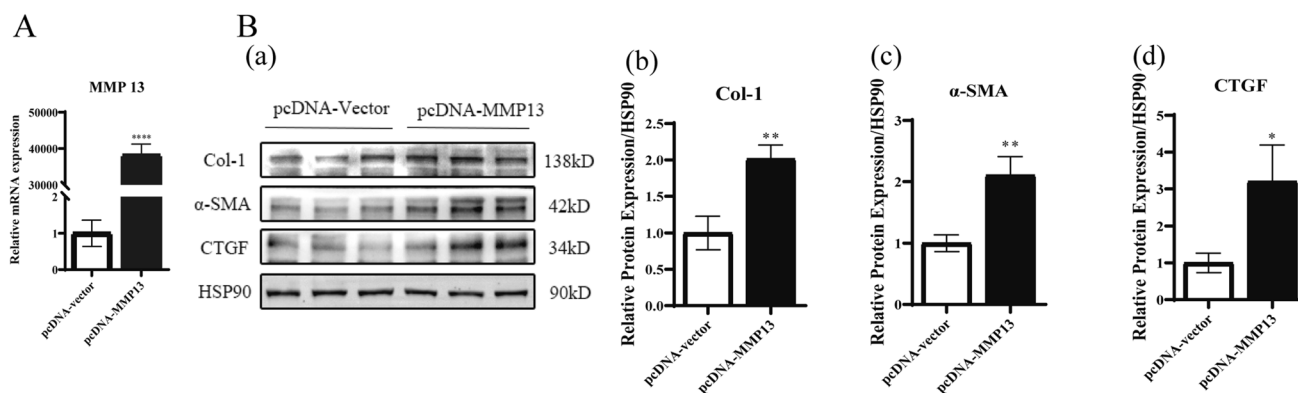 A
MMP 13
Relative mRNA expression
50000
40000
30000
2
1
0
****
pcDNA-vector
pcDNA-MMP13
B
(a)
pcDNA-Vector
pcDNA-MMP13
Col-1
138kD
α-SMA
42kD
CTGF
34kD
HSP90
90kD
(b)
Col-1
Relative Protein Expression/HSP90
2.5
2.0
1.5
1.0
0.5
0.0
**
pcDNA-vector
pcDNA-MMP13
(c)
α-SMA
Relative Protein Expression/HSP90
3
2
1
0
**
pcDNA-vector
pcDNA-MMP13
(d)
CTGF
Relative Protein Expression/HSP90
5
4
3
2
1
0
*
pcDNA-vector
pcDNA-MMP13